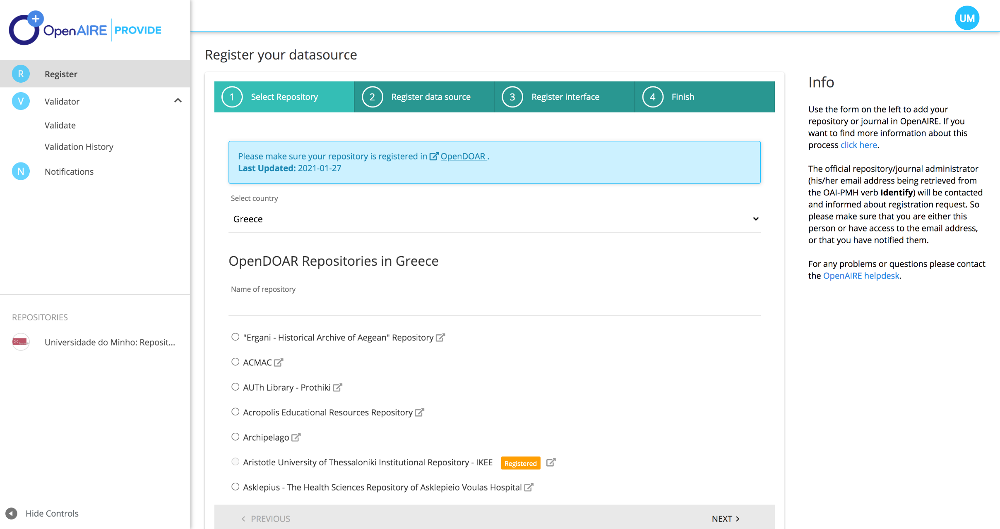 OpenAIRE PROVIDE
UM
R Register
V Validator
Validate
Validation History
N Notifications
REPOSITORIES
Universidade do Minho: Reposit...
Hide Controls
Register your datasource
1 Select Repository
2 Register data source
3 Register interface
4 Finish
Please make sure your repository is registered in OpenDOAR .
Last Updated: 2021-01-27
Select country
Greece
OpenDOAR Repositories in Greece
Name of repository
"Ergani - Historical Archive of Aegean" Repository
ACMAC
AUTh Library - Prothiki
Acropolis Educational Resources Repository
Archipelago
Aristotle University of Thessaloniki Institutional Repository - IKEE Registered
Asklepius - The Health Sciences Repository of Asklepieio Voulas Hospital
PREVIOUS
NEXT
Info
Use the form on the left to add your
repository or journal in OpenAIRE. If you
want to find more information about this
process click here.
The official repository/journal administrator
(his/her email address being retrieved from
the OAI-PMH verb Identify) will be contacted
and informed about registration request. So
please make sure that you are either this
person or have access to the email address,
or that you have notified them.
For any problems or questions please contact
the OpenAIRE helpdesk.